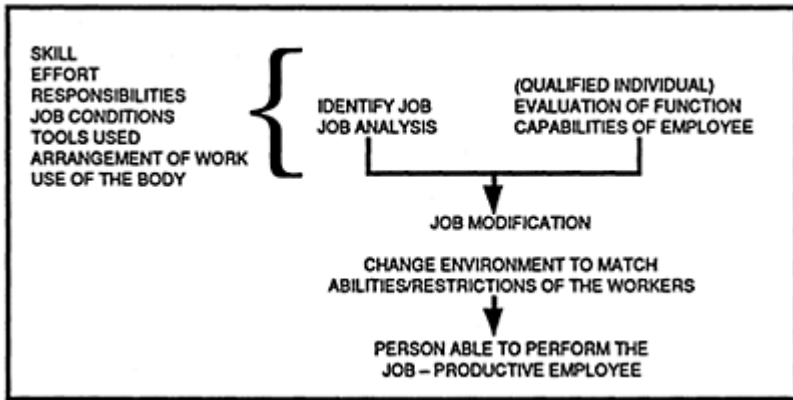 SKILL
EFFORT
RESPONSIBILITIES
JOB CONDITIONS
TOOLS USED
ARRANGEMENT OF WORK
USE OF THE BODY
IDENTIFY JOB
JOB ANALYSIS
(QUALIFIED INDIVIDUAL)
EVALUATION OF FUNCTION
CAPABILITIES OF EMPLOYEE
JOB MODIFICATION
CHANGE ENVIRONMENT TO MATCH
ABILITIES/RESTRICTIONS OF THE WORKERS
PERSON ABLE TO PERFORM THE
JOB – PRODUCTIVE EMPLOYEE